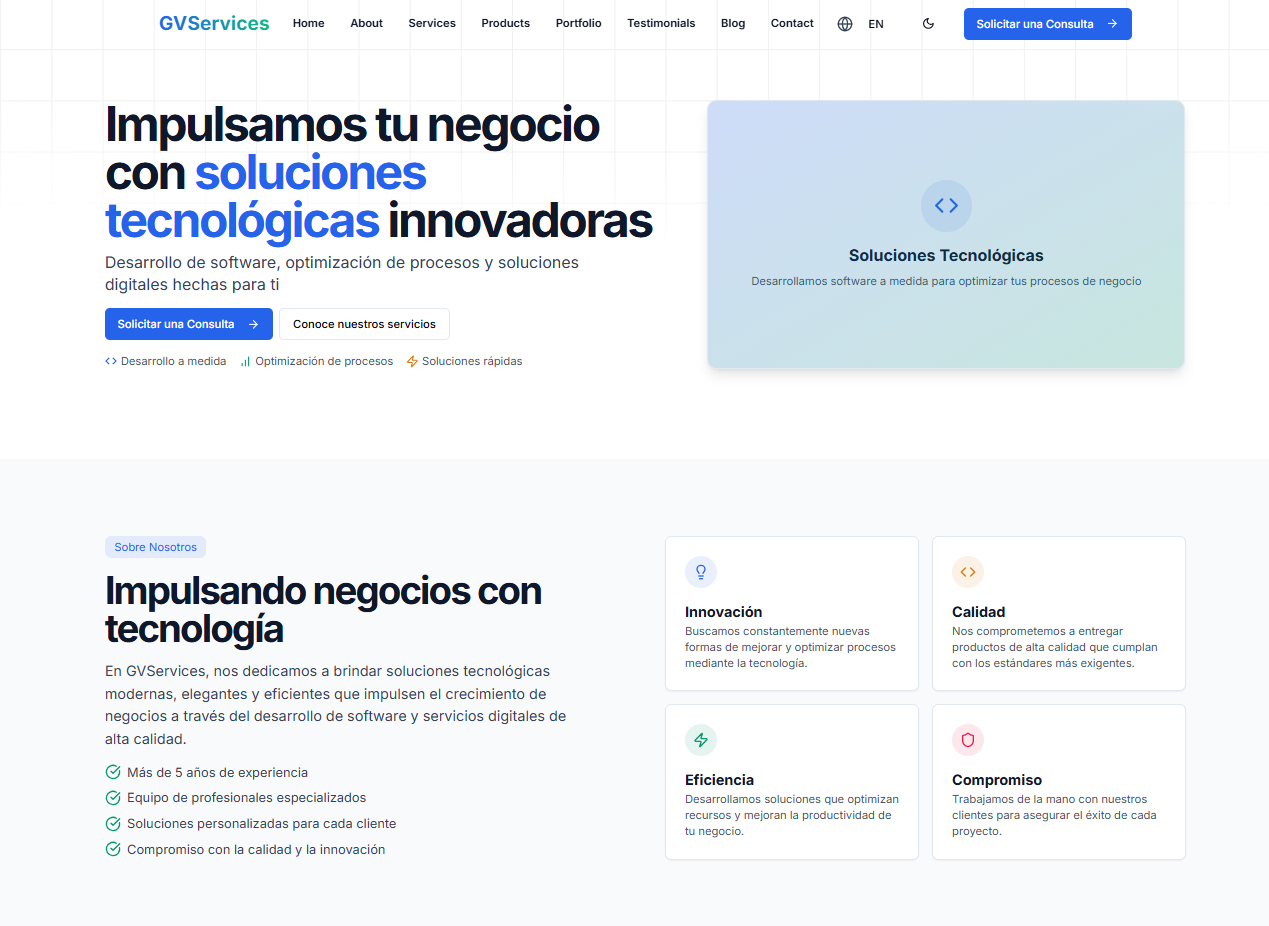 GVServices Home About Services Products Portfolio Testimonials Blog Contact EN Solicitar una Consulta
Impulsamos tu negocio
con soluciones
tecnológicas innovadoras
Desarrollo de software, optimización de procesos y soluciones
digitales hechas para ti
Solicitar una Consulta Conoce nuestros servicios
Desarrollo a medida Optimización de procesos Soluciones rápidas
Soluciones Tecnológicas
Desarrollamos software a medida para optimizar tus procesos de negocio
Sobre Nosotros
Impulsando negocios con
tecnología
En GVServices, nos dedicamos a brindar soluciones tecnológicas
modernas, elegantes y eficientes que impulsen el crecimiento de
negocios a través del desarrollo de software y servicios digitales de
alta calidad.
Más de 5 años de experiencia
Equipo de profesionales especializados
Soluciones personalizadas para cada cliente
Compromiso con la calidad y la innovación
Innovación
Buscamos constantemente nuevas
formas de mejorar y optimizar procesos
mediante la tecnología.
Calidad
Nos comprometemos a entregar
productos de alta calidad que cumplan
con los estándares más exigentes.
Eficiencia
Desarrollamos soluciones que optimizan
recursos y mejoran la productividad de
tu negocio.
Compromiso
Trabajamos de la mano con nuestros
clientes para asegurar el éxito de cada
proyecto.